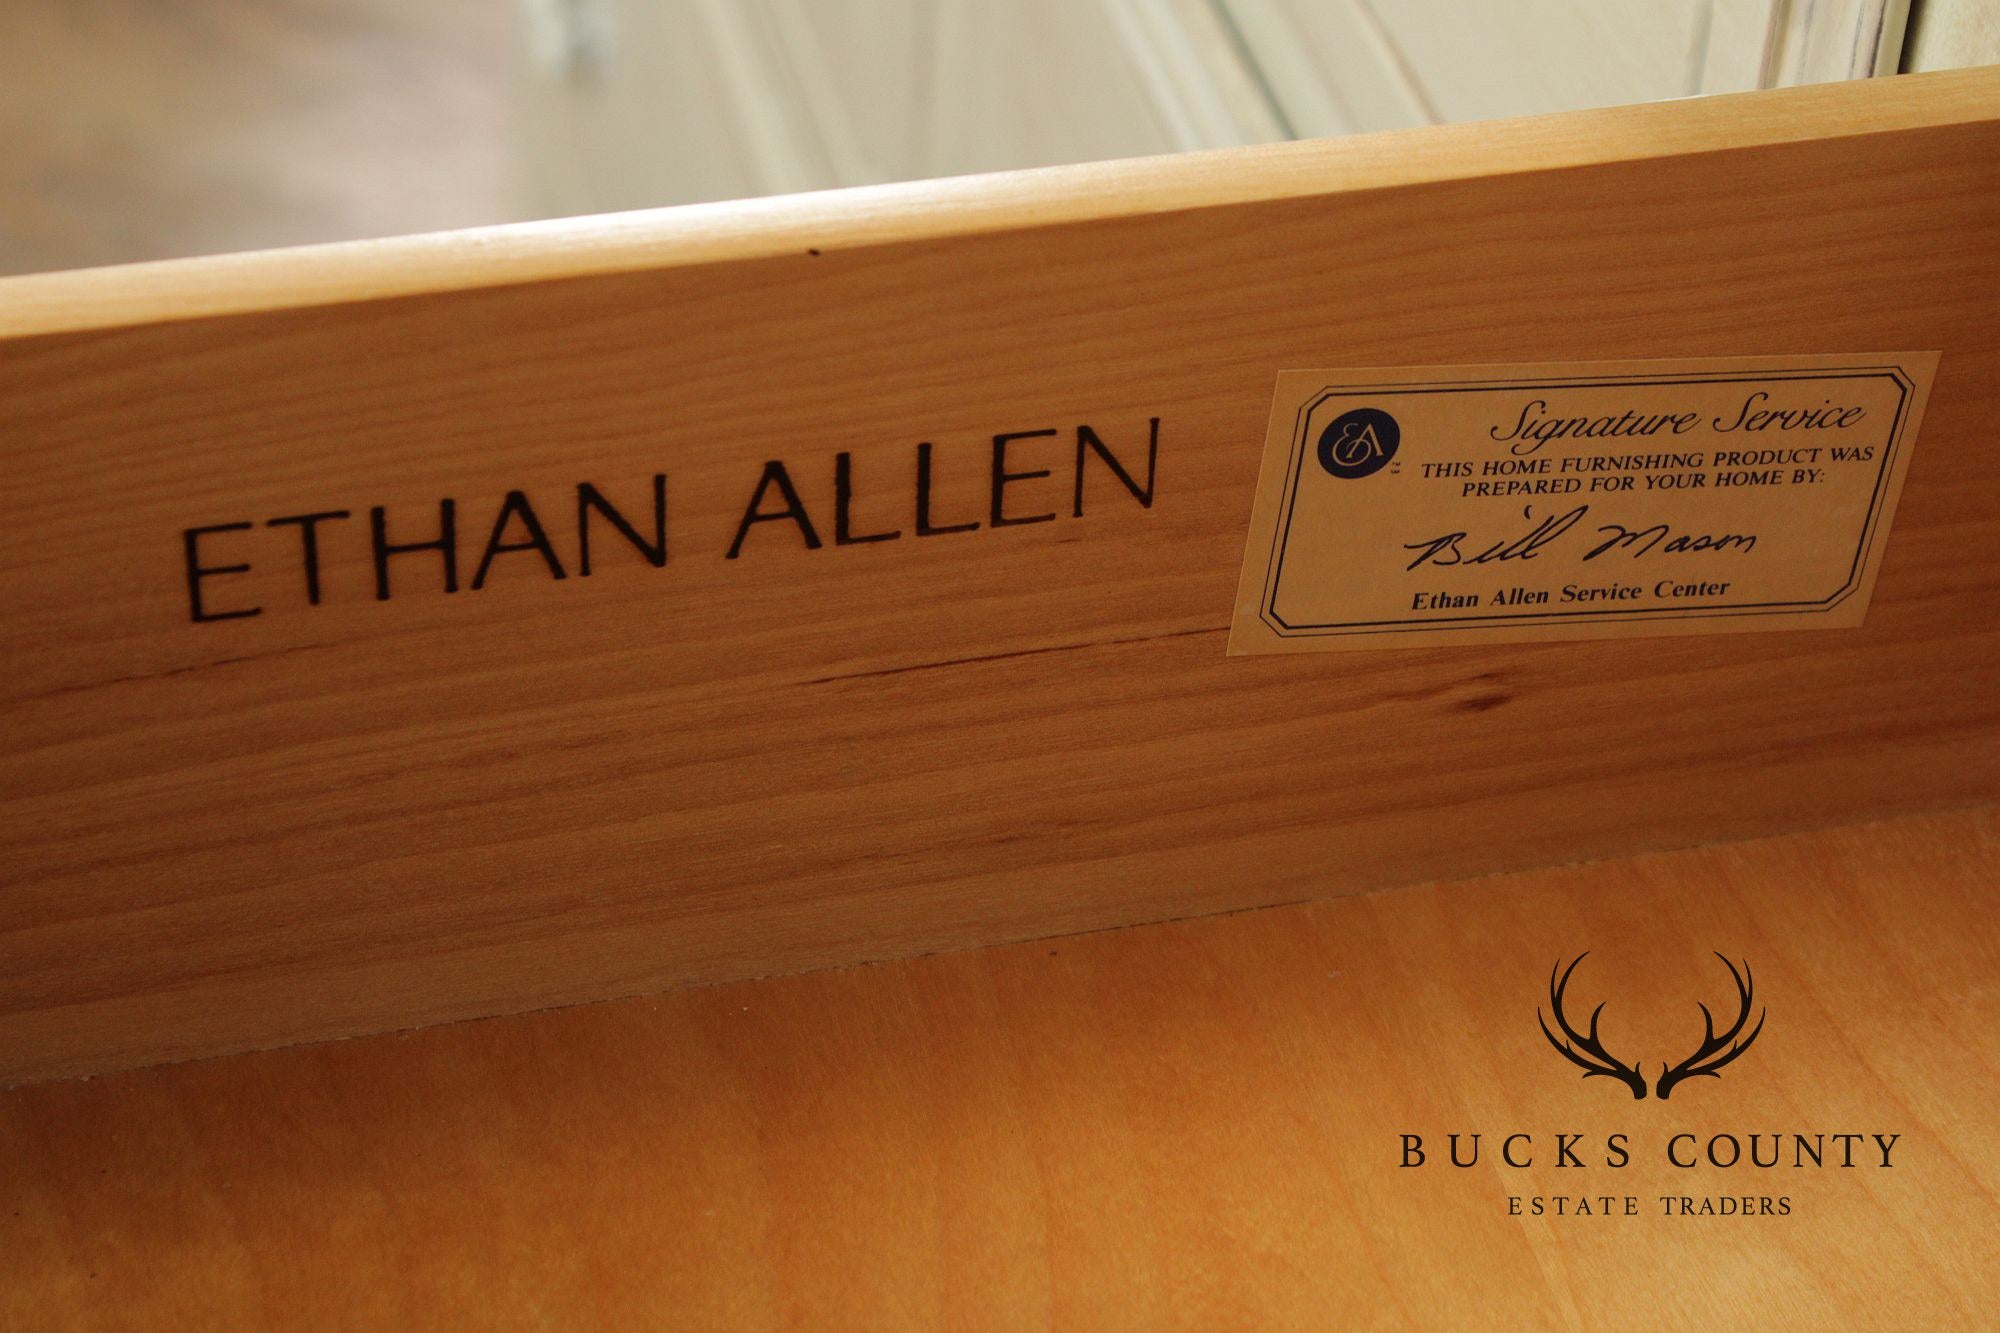 ETHAN ALLEN
EA
Signature Service
THIS HOME FURNISHING PRODUCT WAS
PREPARED FOR YOUR HOME BY:
Bill Mason
Ethan Allen Service Center
BUCKS COUNTY
ESTATE TRADERS